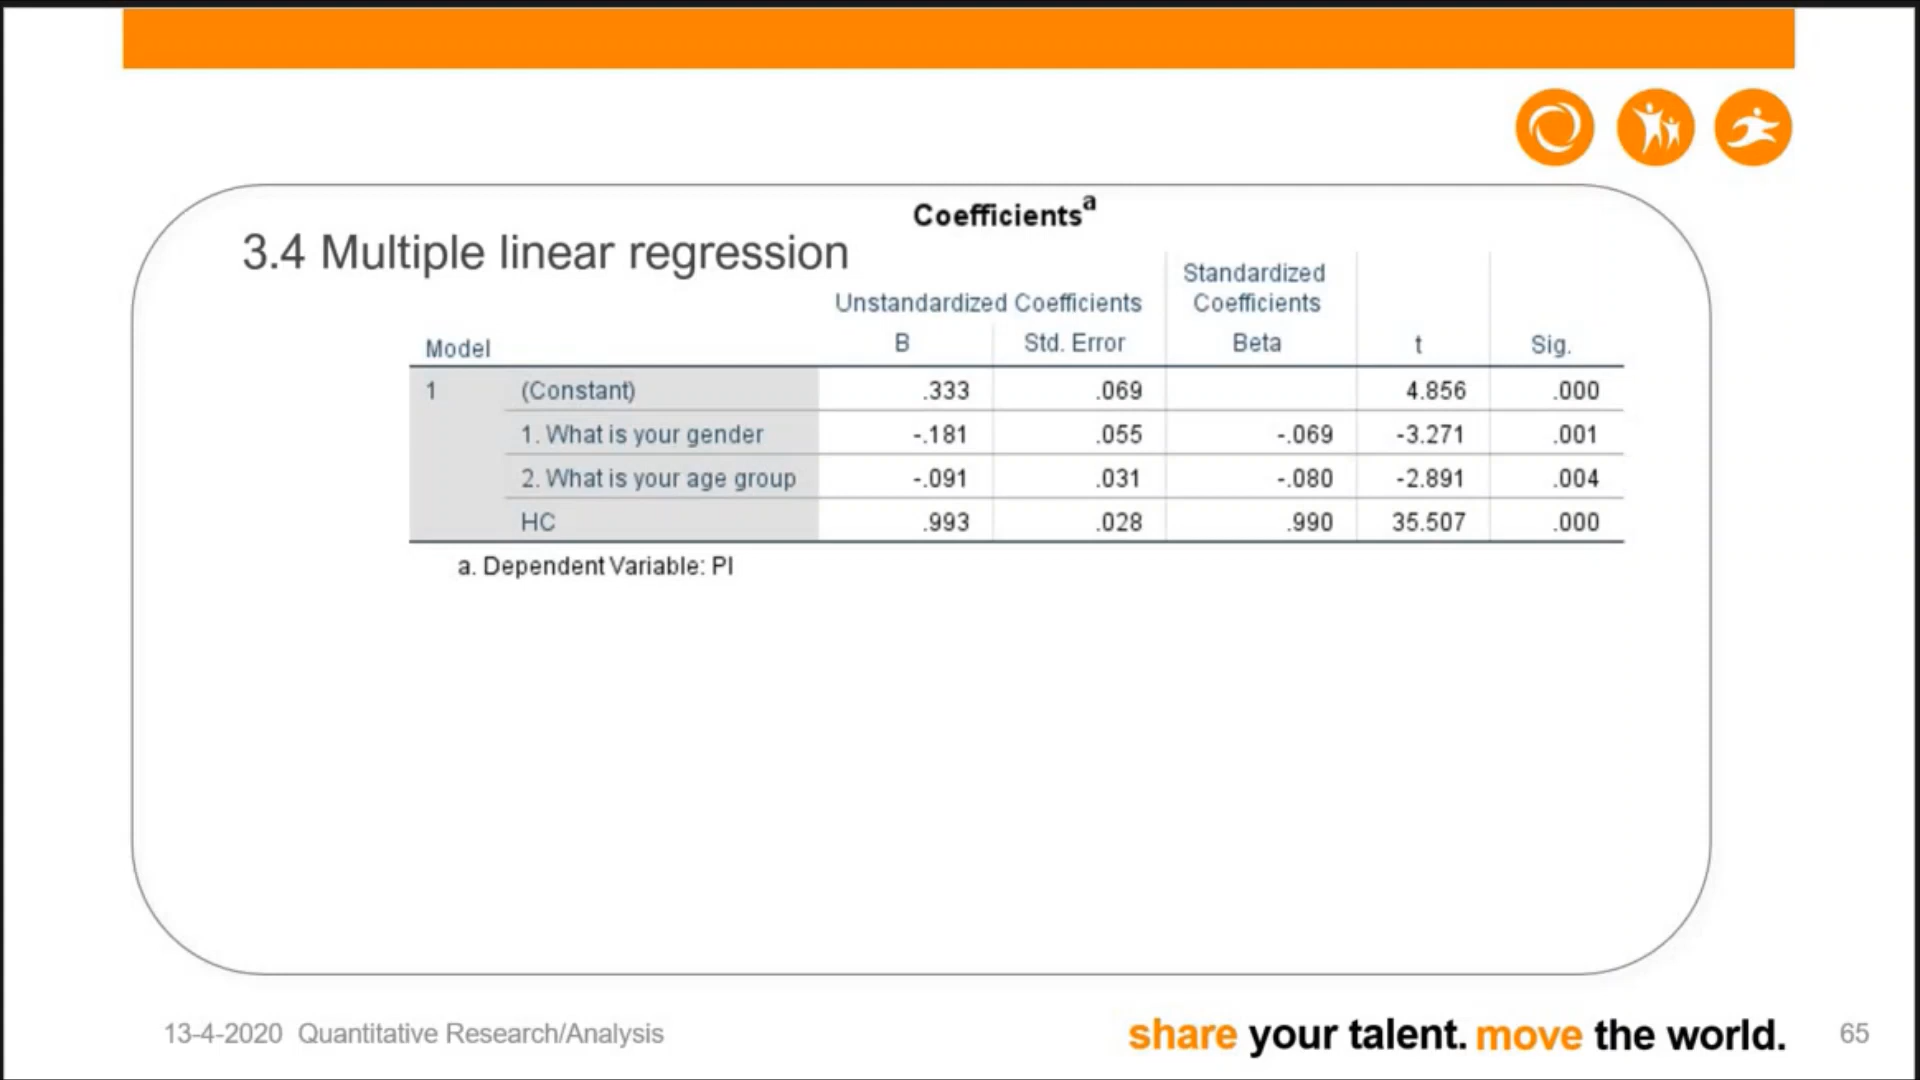 Coefficientsᵃ
3.4 Multiple linear regression
Standardized
Unstandardized Coefficients Coefficients
Model B Std. Error Beta t Sig.
1 (Constant) .333 .069 4.856 .000
1. What is your gender -.181 .055 -.069 -3.271 .001
2. What is your age group -.091 .031 -.080 -2.891 .004
HC .993 .028 .990 35.507 .000
a. Dependent Variable: PI
13-4-2020 Quantitative Research/Analysis
share your talent. move the world.
65